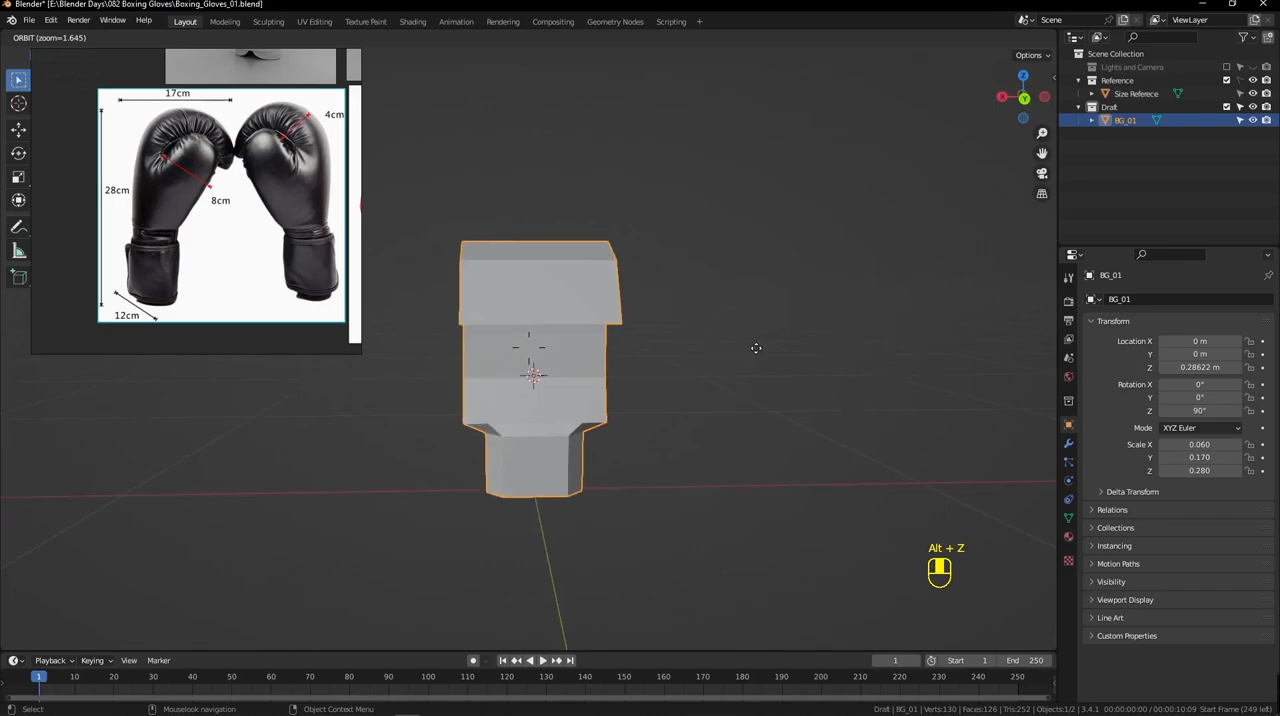 Blender* [E:\Blender Days\082 Boxing Gloves\Boxing_Gloves_01.blend]
File Edit Render Window Help Layout Modeling Sculpting UV Editing Texture Paint Shading Animation Rendering Compositing Geometry Nodes Scripting + Scene ViewLayer
ORBIT (zoom=1.645)
Options
17cm
4cm
28cm
8cm
12cm
X
Y
Z
Scene Collection
Lights and Camera
Reference
Size Referece
Draft
BG_01
BG_01
BG_01
Transform
Location X 0 m
Y 0 m
Z 0.28622 m
Rotation X 0°
Y 0°
Z 90°
Mode XYZ Euler
Scale X 0.060
Y 0.170
Z 0.280
Delta Transform
Relations
Collections
Instancing
Motion Paths
Visibility
Viewport Display
Line Art
Custom Properties
Alt + Z
Playback Keying View Marker 1 Start 1 End 250
1 10 20 30 40 50 60 70 80 90 100 110 120 130 140 150 160 170 180 190 200 210 220 230 240 250
Select Mouselook navigation Object Context Menu Draft | BG_01 | Verts:130 | Faces:126 | Tris:252 | Objects:1/2 | 3.4.1 00:00:00:00 / 00:00:10:09 Start Frame (249 left)